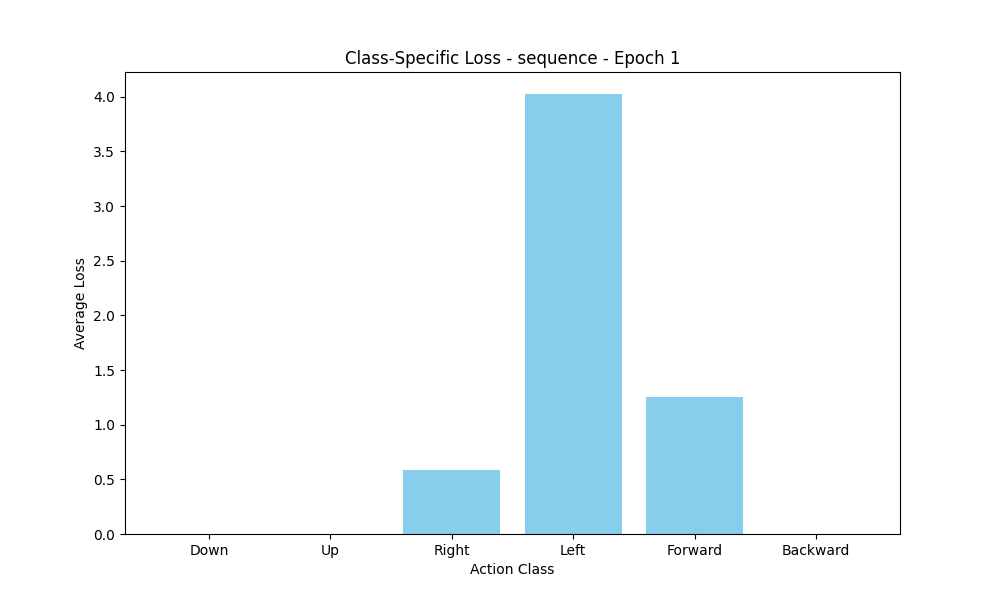 Class-Specific Loss - sequence - Epoch 1
Average Loss
4.0
3.5
3.0
2.5
2.0
1.5
1.0
0.5
0.0
Down Up Right Left Forward Backward
Action Class